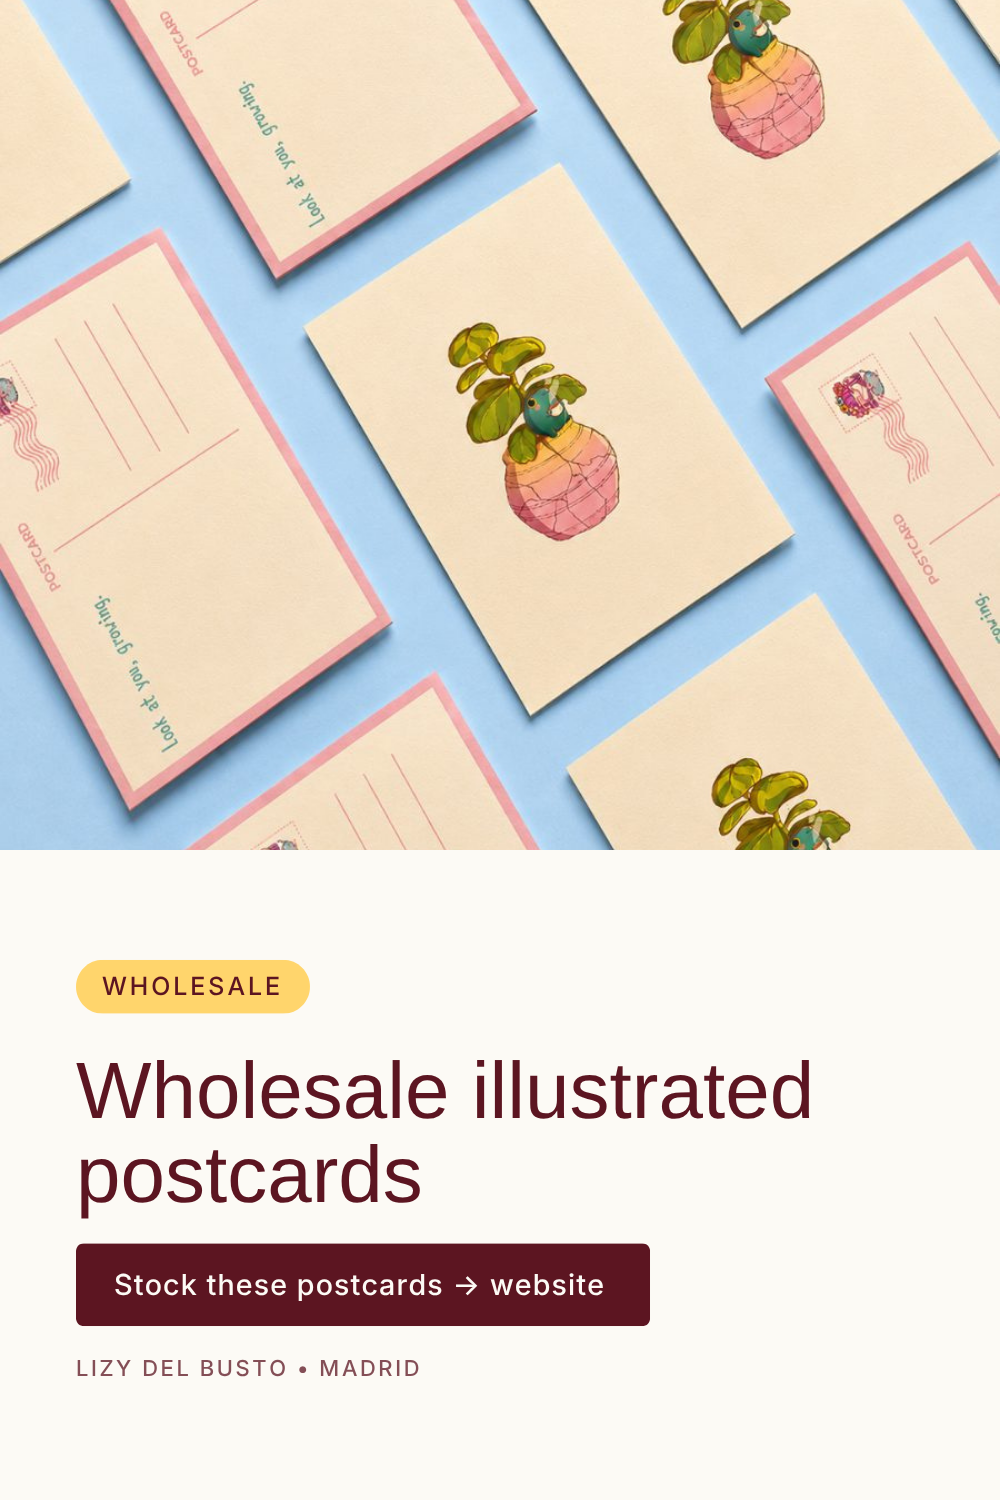 POSTCARD
Look at you, growing.
POSTCARD
Look at you, growing.
POSTCARD
owing.
WHOLESALE
Wholesale illustrated
postcards
Stock these postcards → website
LIZY DEL BUSTO • MADRID